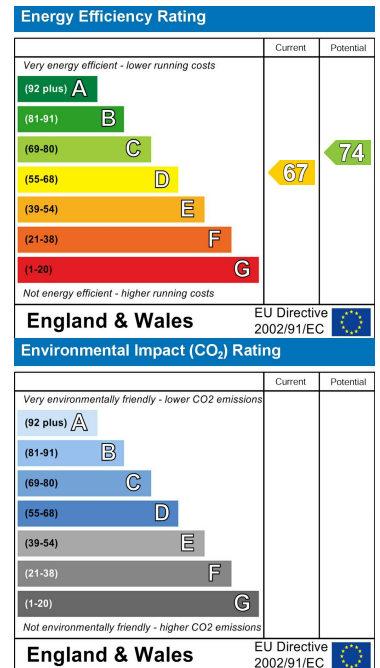 Energy Efficiency Rating
Current Potential
Very energy efficient - lower running costs
(92 plus) A
(81-91) B
(69-80) C
(55-68) D
(39-54) E
(21-38) F
(1-20) G
67
74
Not energy efficient - higher running costs
England & Wales
EU Directive
2002/91/EC
Environmental Impact (CO₂) Rating
Current Potential
Very environmentally friendly - lower CO2 emissions
(92 plus) A
(81-91) B
(69-80) C
(55-68) D
(39-54) E
(21-38) F
(1-20) G
Not environmentally friendly - higher CO2 emissions
England & Wales
EU Directive
2002/91/EC